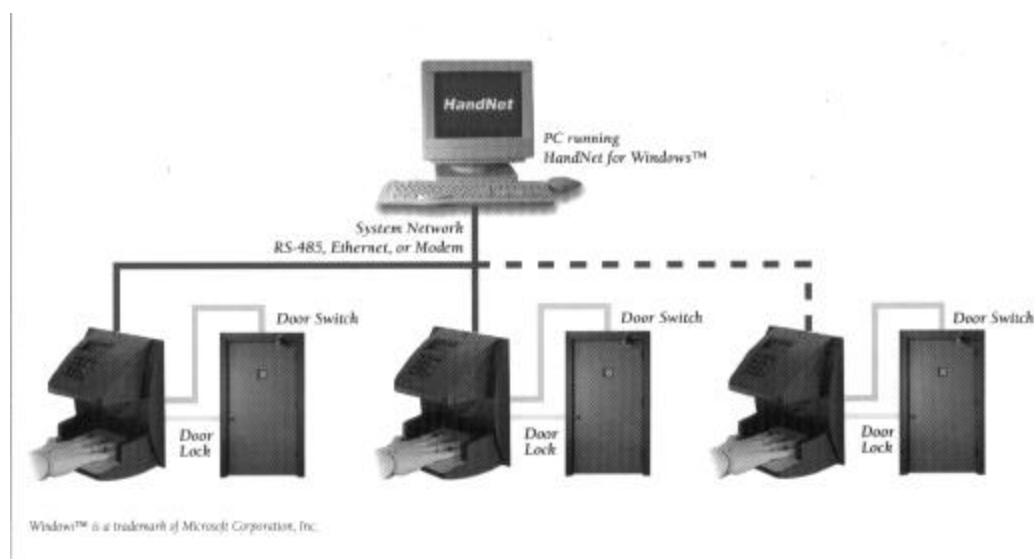 HandNet
PC running
HandNet for Windows™
System Network
RS-485, Ethernet, or Modem
Door Switch
Door Switch
Door Switch
Door
Lock
Door
Lock
Door
Lock
Windows™ is a trademark of Microsoft Corporation, Inc.